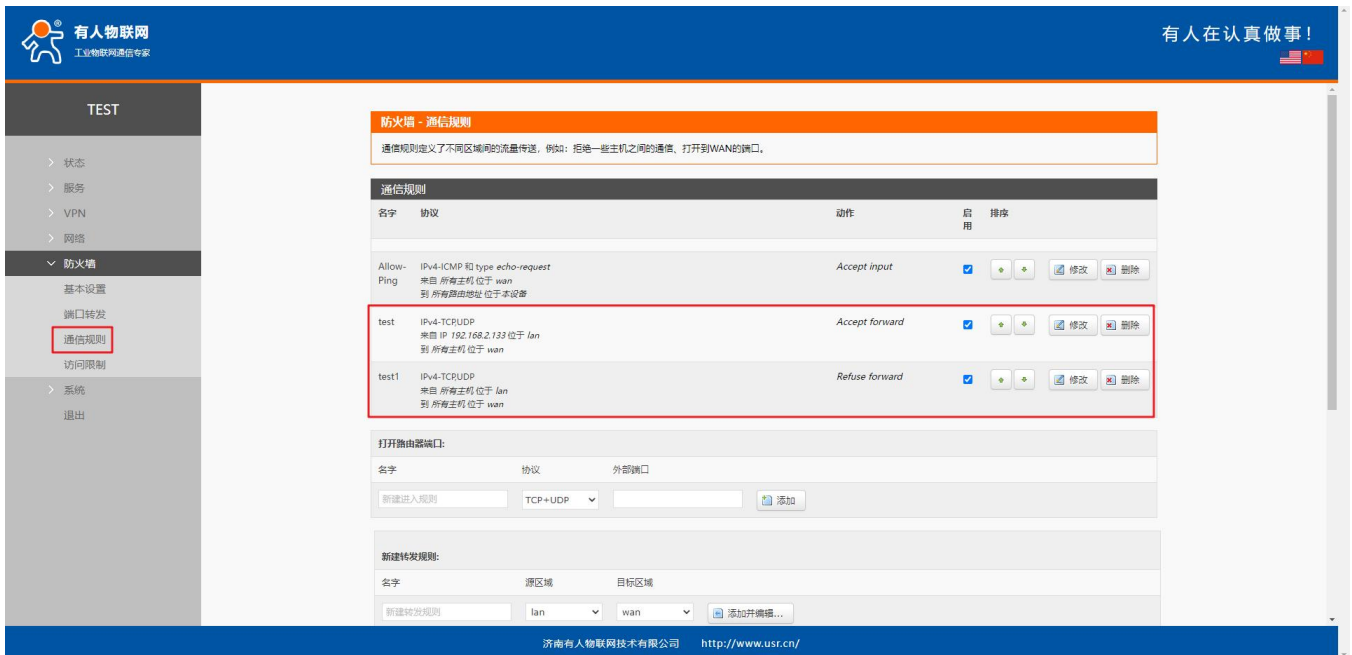 有人物联网
工业物联网通信专家
有人在认真做事！
TEST
状态
服务
VPN
网络
防火墙
基本设置
端口转发
通信规则
访问限制
系统
退出
防火墙 - 通信规则
通信规则定义了不同区域间的流量传送，例如：拒绝一些主机之间的通信、打开到WAN的端口。
通信规则
名字 协议 动作 启用 排序
Allow-Ping IPv4-ICMP 和 type echo-request Accept input 修改 删除
来自 所有主机 位于 wan
到 所有路由地址 位于本设备
test IPv4-TCP,UDP Accept forward 修改 删除
来自 IP 192.168.2.133 位于 lan
到 所有主机 位于 wan
test1 IPv4-TCP,UDP Refuse forward 修改 删除
来自 所有主机 位于 lan
到 所有主机 位于 wan
打开路由器端口:
名字 协议 外部端口
新建进入规则 TCP+UDP 添加
新建转发规则:
名字 源区域 目标区域
新建转发规则 lan wan 添加并编辑...
济南有人物联网技术有限公司 http://www.usr.cn/